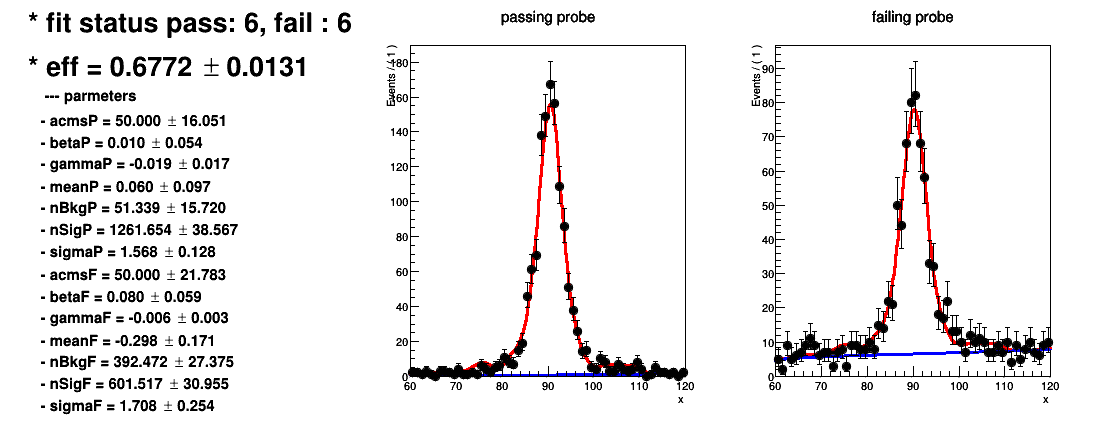 * fit status pass: 6, fail : 6
* eff = 0.6772 ± 0.0131
--- parmeters
- acmsP = 50.000 ± 16.051
- betaP = 0.010 ± 0.054
- gammaP = -0.019 ± 0.017
- meanP = 0.060 ± 0.097
- nBkgP = 51.339 ± 15.720
- nSigP = 1261.654 ± 38.567
- sigmaP = 1.568 ± 0.128
- acmsF = 50.000 ± 21.783
- betaF = 0.080 ± 0.059
- gammaF = -0.006 ± 0.003
- meanF = -0.298 ± 0.171
- nBkgF = 392.472 ± 27.375
- nSigF = 601.517 ± 30.955
- sigmaF = 1.708 ± 0.254
passing probe
Events / ( 1 )
180
160
140
120
100
80
60
40
20
0
60 70 80 90 100 110 120
x
failing probe
Events / ( 1 )
90
80
70
60
50
40
30
20
10
0
60 70 80 90 100 110 120
x